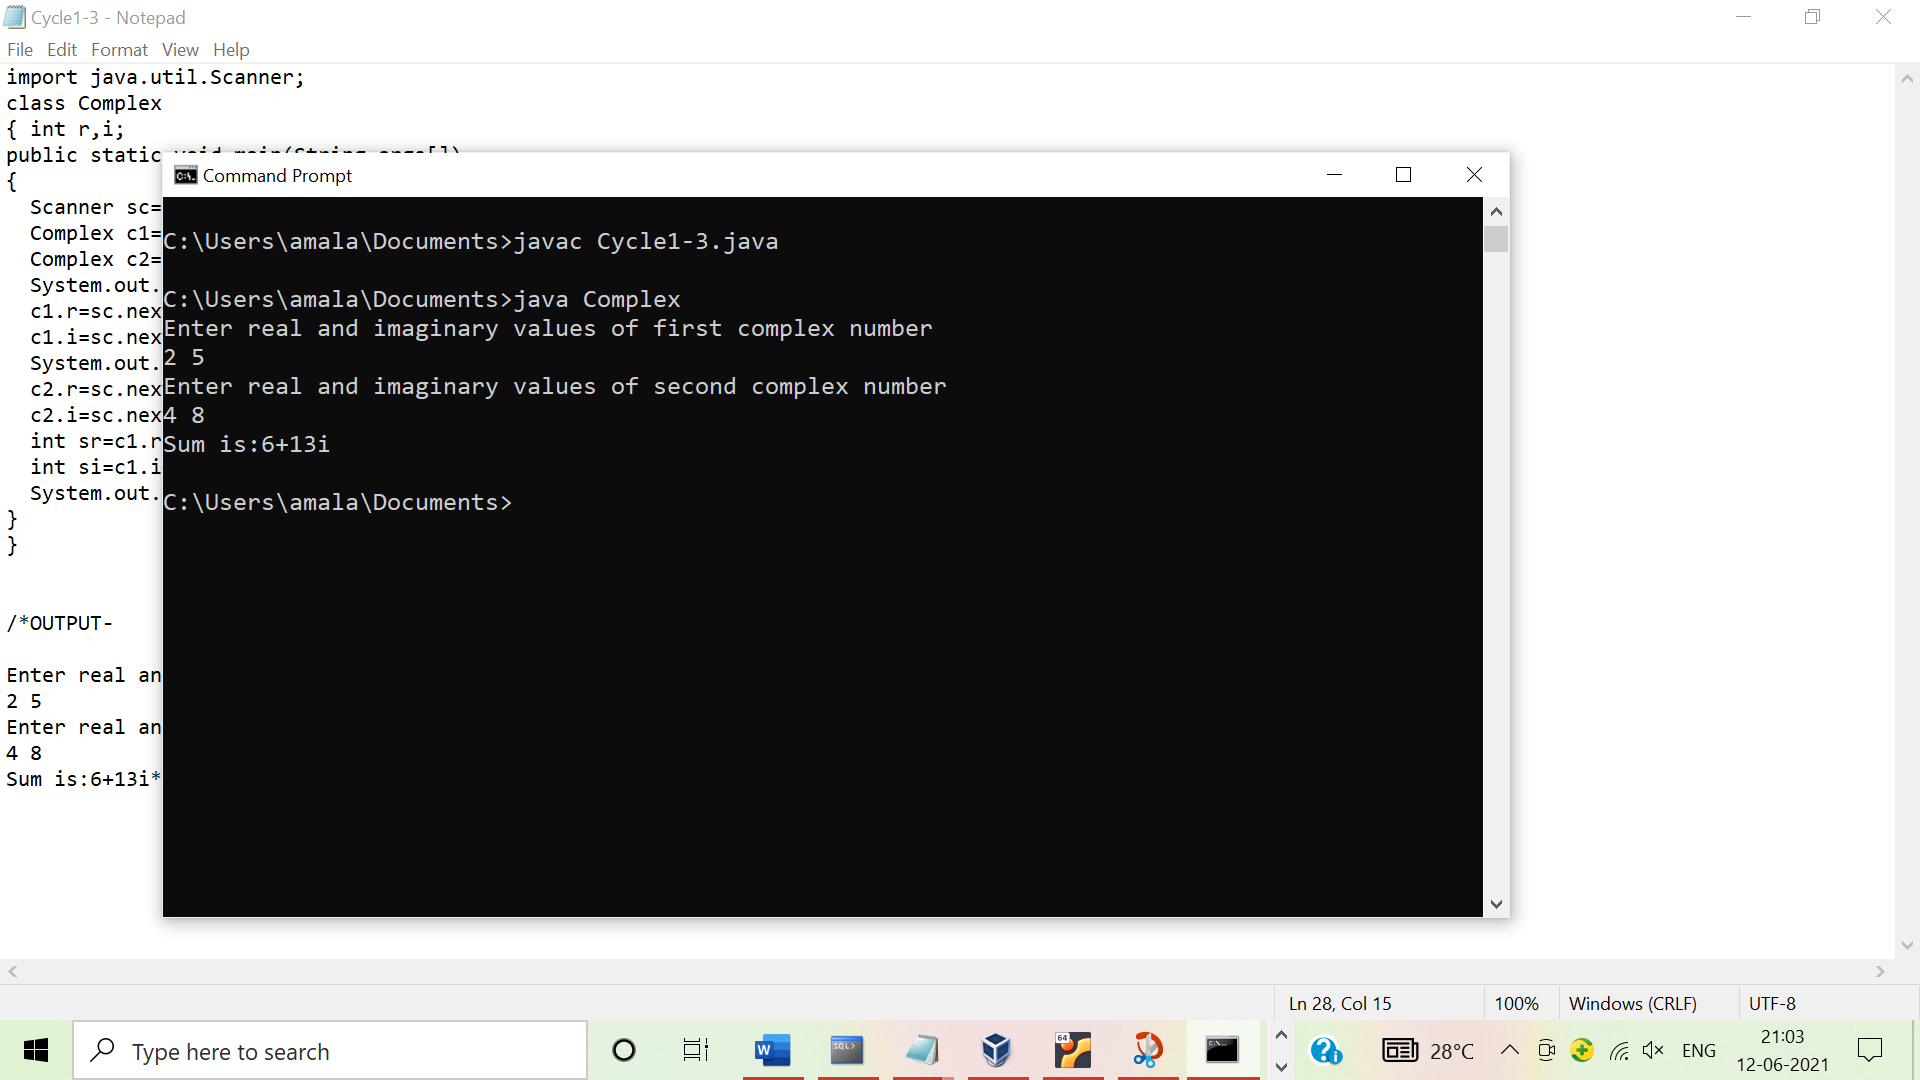 Cycle1-3 - Notepad
File Edit Format View Help
import java.util.Scanner;
class Complex
{ int r,i;
public static void main(String args[])
{
Scanner sc=
Complex c1=
Complex c2=
System.out.
c1.r=sc.nex
c1.i=sc.nex
System.out.
c2.r=sc.nex
c2.i=sc.nex
int sr=c1.r
int si=c1.i
System.out.
}
}
/*OUTPUT-
Enter real an
2 5
Enter real an
4 8
Sum is:6+13i*
Command Prompt
C:\Users\amala\Documents>javac Cycle1-3.java
C:\Users\amala\Documents>java Complex
Enter real and imaginary values of first complex number
2 5
Enter real and imaginary values of second complex number
4 8
Sum is:6+13i
C:\Users\amala\Documents>
Ln 28, Col 15 100% Windows (CRLF) UTF-8
Type here to search
W
SQL>
64
28°C
ENG
21:03
12-06-2021